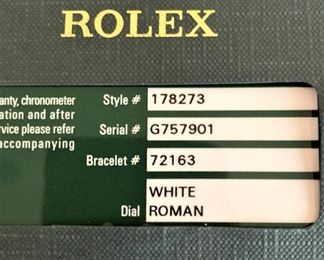 ROLEX
anty, chronometer
ation and after
rvice please refer
accompanying
Style # 178273
Serial # G757901
Bracelet # 72163
WHITE
Dial ROMAN